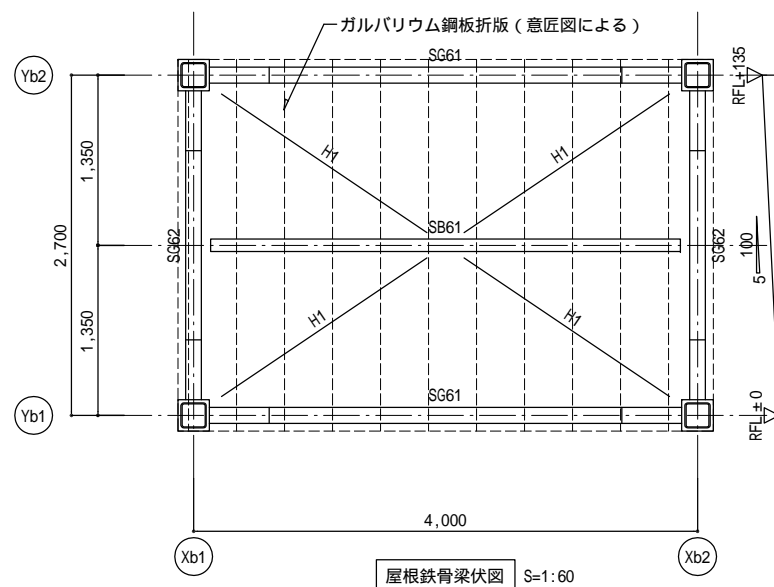 ガルバリウム鋼板折版(意匠図による)
SG61
Yb2
RFL+135
1,350
H1
H1
2,700
SB61
SG62
SG62
100
5
1,350
H1
H1
SG61
Yb1
RFL±0
4,000
Xb1
Xb2
屋根鉄骨梁伏図 S=1:60